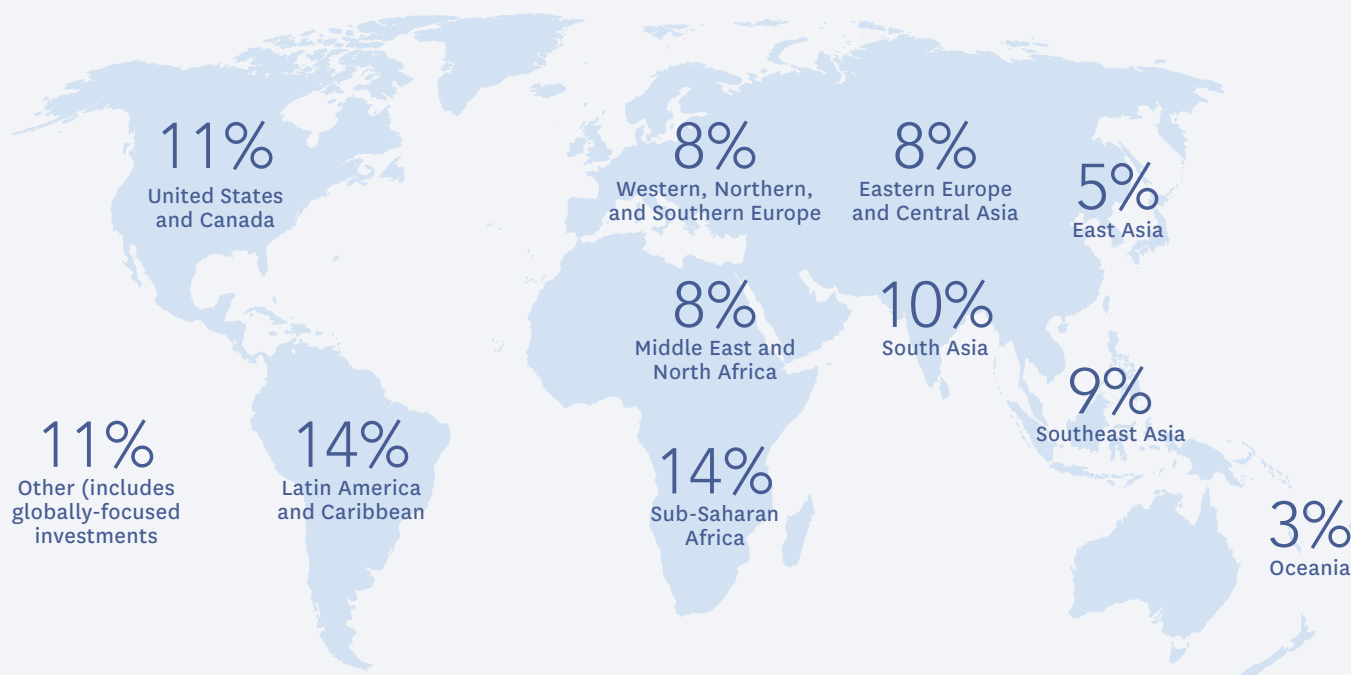 11%
United States
and Canada
8%
Western, Northern,
and Southern Europe
8%
Eastern Europe
and Central Asia
5%
East Asia
8%
Middle East and
North Africa
10%
South Asia
9%
Southeast Asia
11%
Other (includes
globally-focused
investments
14%
Latin America
and Caribbean
14%
Sub-Saharan
Africa
3%
Oceania